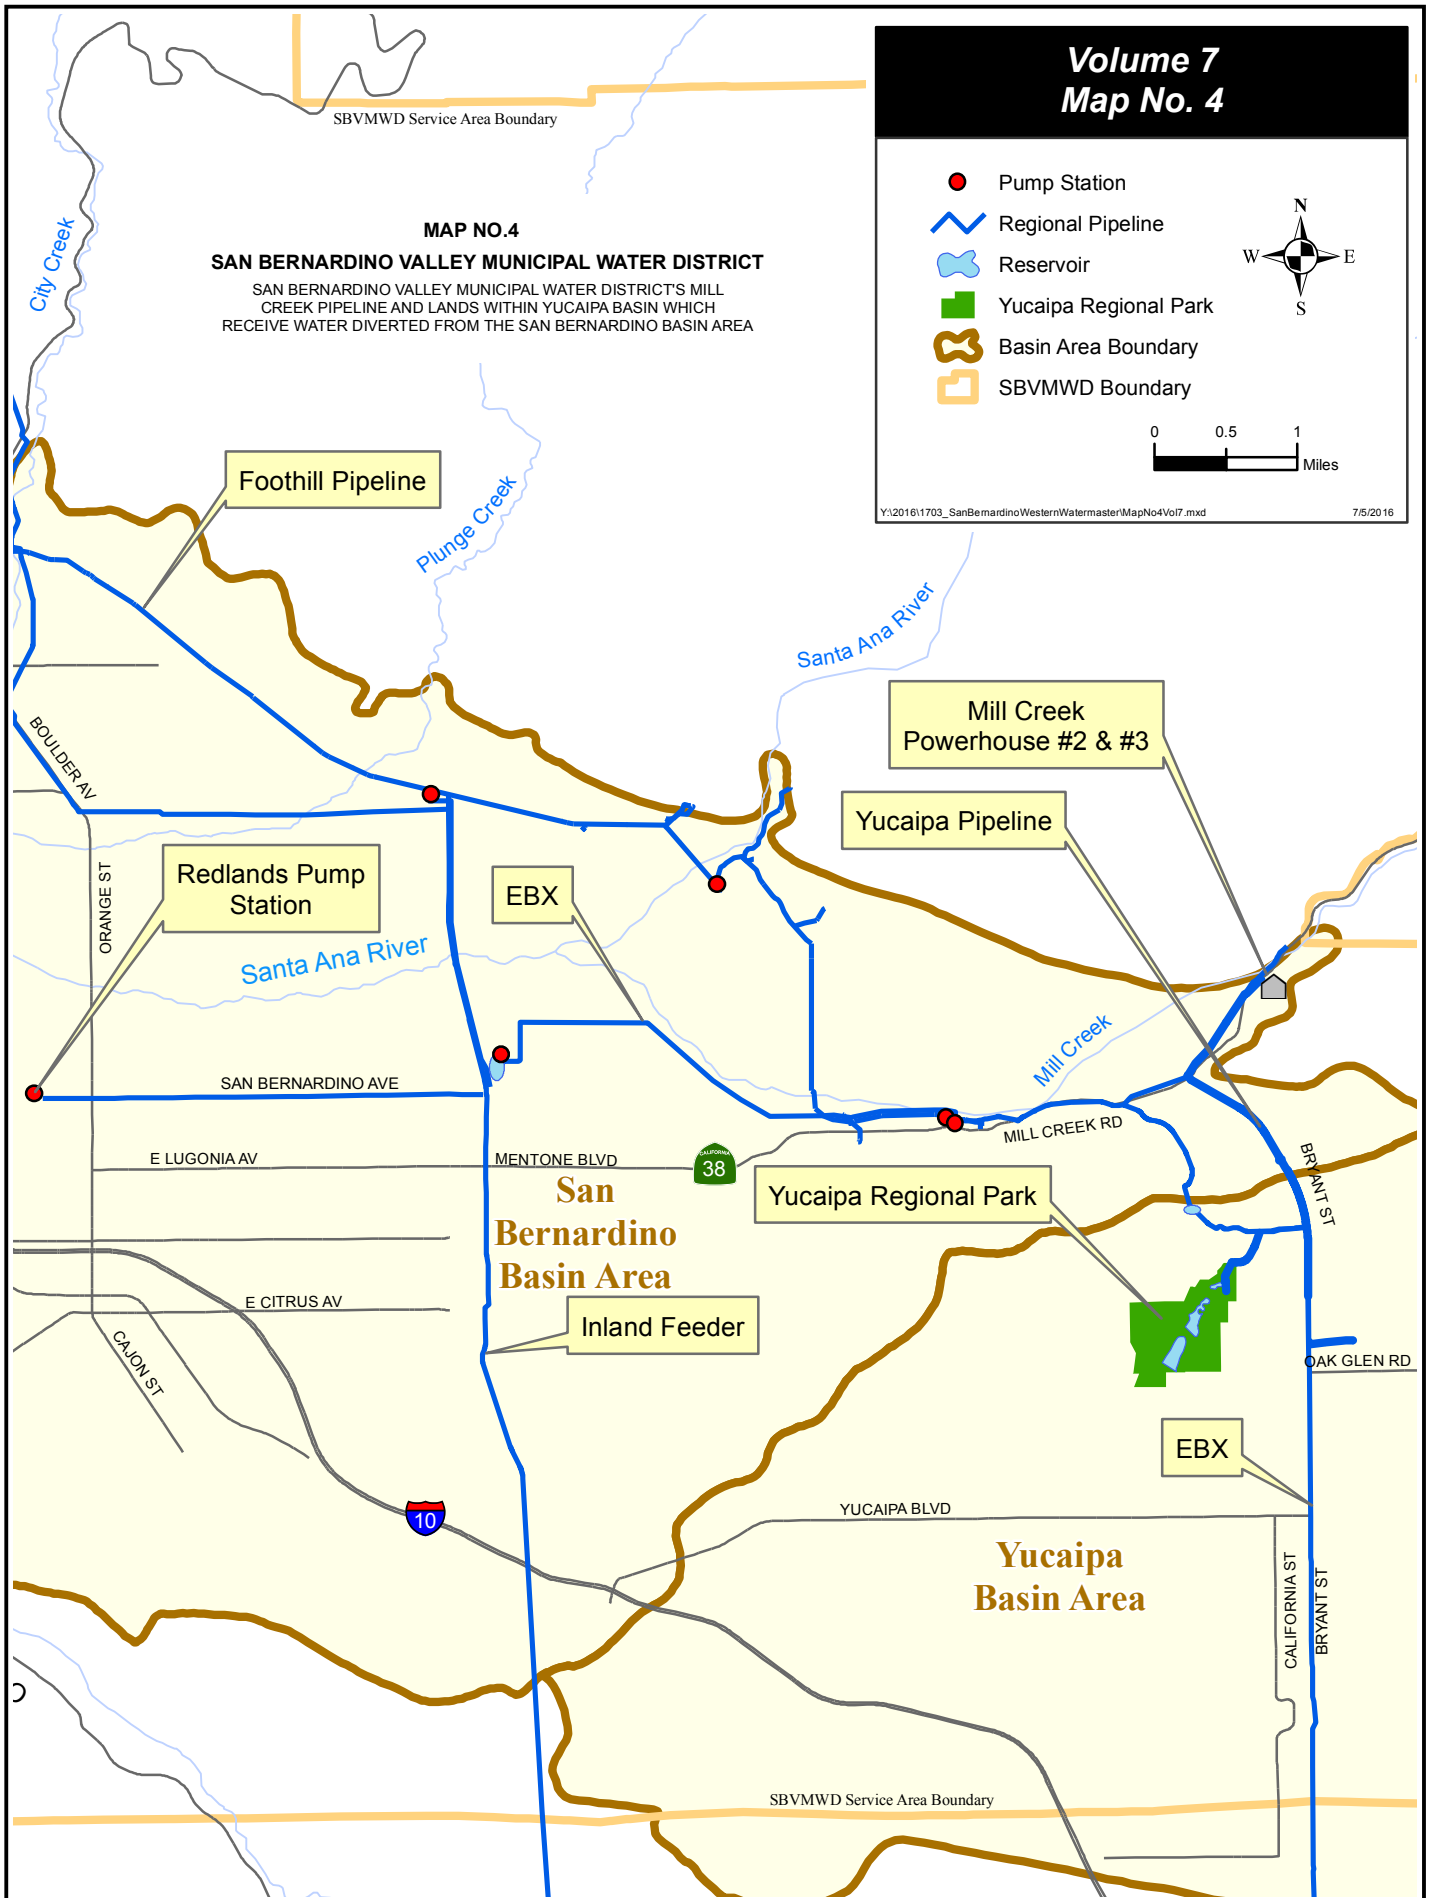 Volume 7
Map No. 4
SBVMWD Service Area Boundary
Pump Station
Regional Pipeline
Reservoir
Yucaipa Regional Park
Basin Area Boundary
SBVMWD Boundary
N
W
E
S
0 0.5 1
Miles
Y:\2016\1703_SanBernardinoWesternWatermaster\MapNo4Vol7.mxd
7/5/2016
MAP NO.4
SAN BERNARDINO VALLEY MUNICIPAL WATER DISTRICT
SAN BERNARDINO VALLEY MUNICIPAL WATER DISTRICT'S MILL
CREEK PIPELINE AND LANDS WITHIN YUCAIPA BASIN WHICH
RECEIVE WATER DIVERTED FROM THE SAN BERNARDINO BASIN AREA
City Creek
Foothill Pipeline
Plunge Creek
Santa Ana River
Mill Creek
Powerhouse #2 & #3
BOULDER AV
Yucaipa Pipeline
Redlands Pump
Station
EBX
ORANGE ST
Santa Ana River
Mill Creek
SAN BERNARDINO AVE
MILL CREEK RD
E LUGONIA AV
MENTONE BLVD
CALIFORNIA
38
BRYANT ST
Yucaipa Regional Park
San
Bernardino
Basin Area
E CITRUS AV
Inland Feeder
CAJON ST
OAK GLEN RD
EBX
10
YUCAIPA BLVD
Yucaipa
Basin Area
CALIFORNIA ST
BRYANT ST
SBVMWD Service Area Boundary